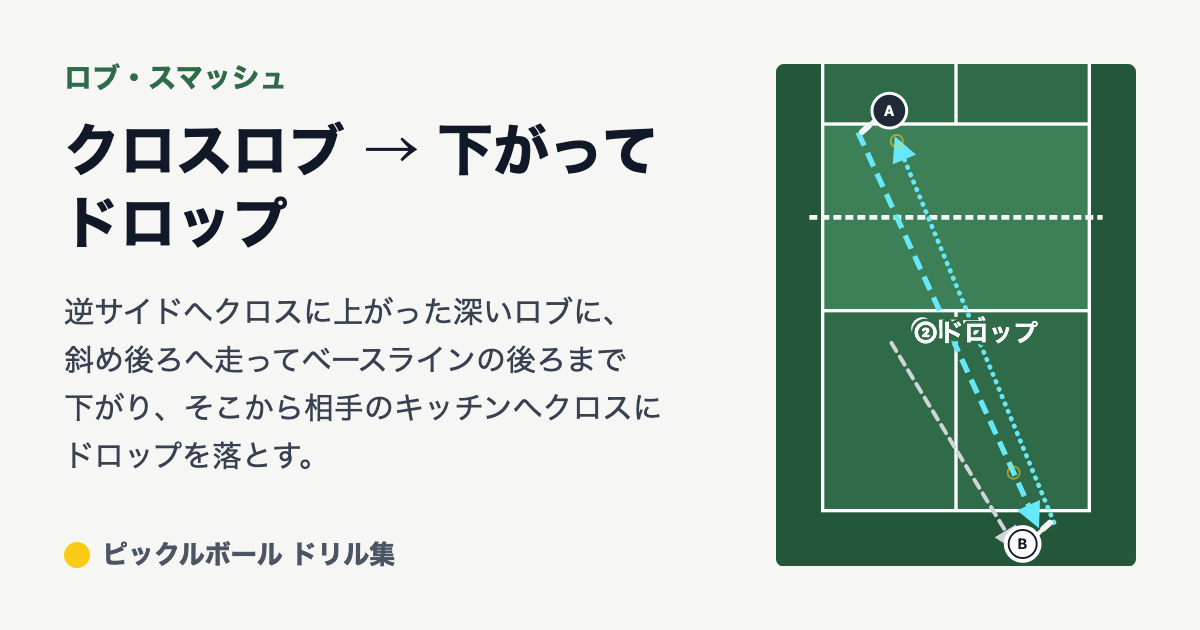 ロブ・スマッシュ
クロスロブ → 下がって
ドロップ
逆サイドへクロスに上がった深いロブに、
斜め後ろへ走ってベースラインの後ろまで
下がり、そこから相手のキッチンへクロスに
ドロップを落とす。
ピックルボール ドリル集
A
②ドロップ
B